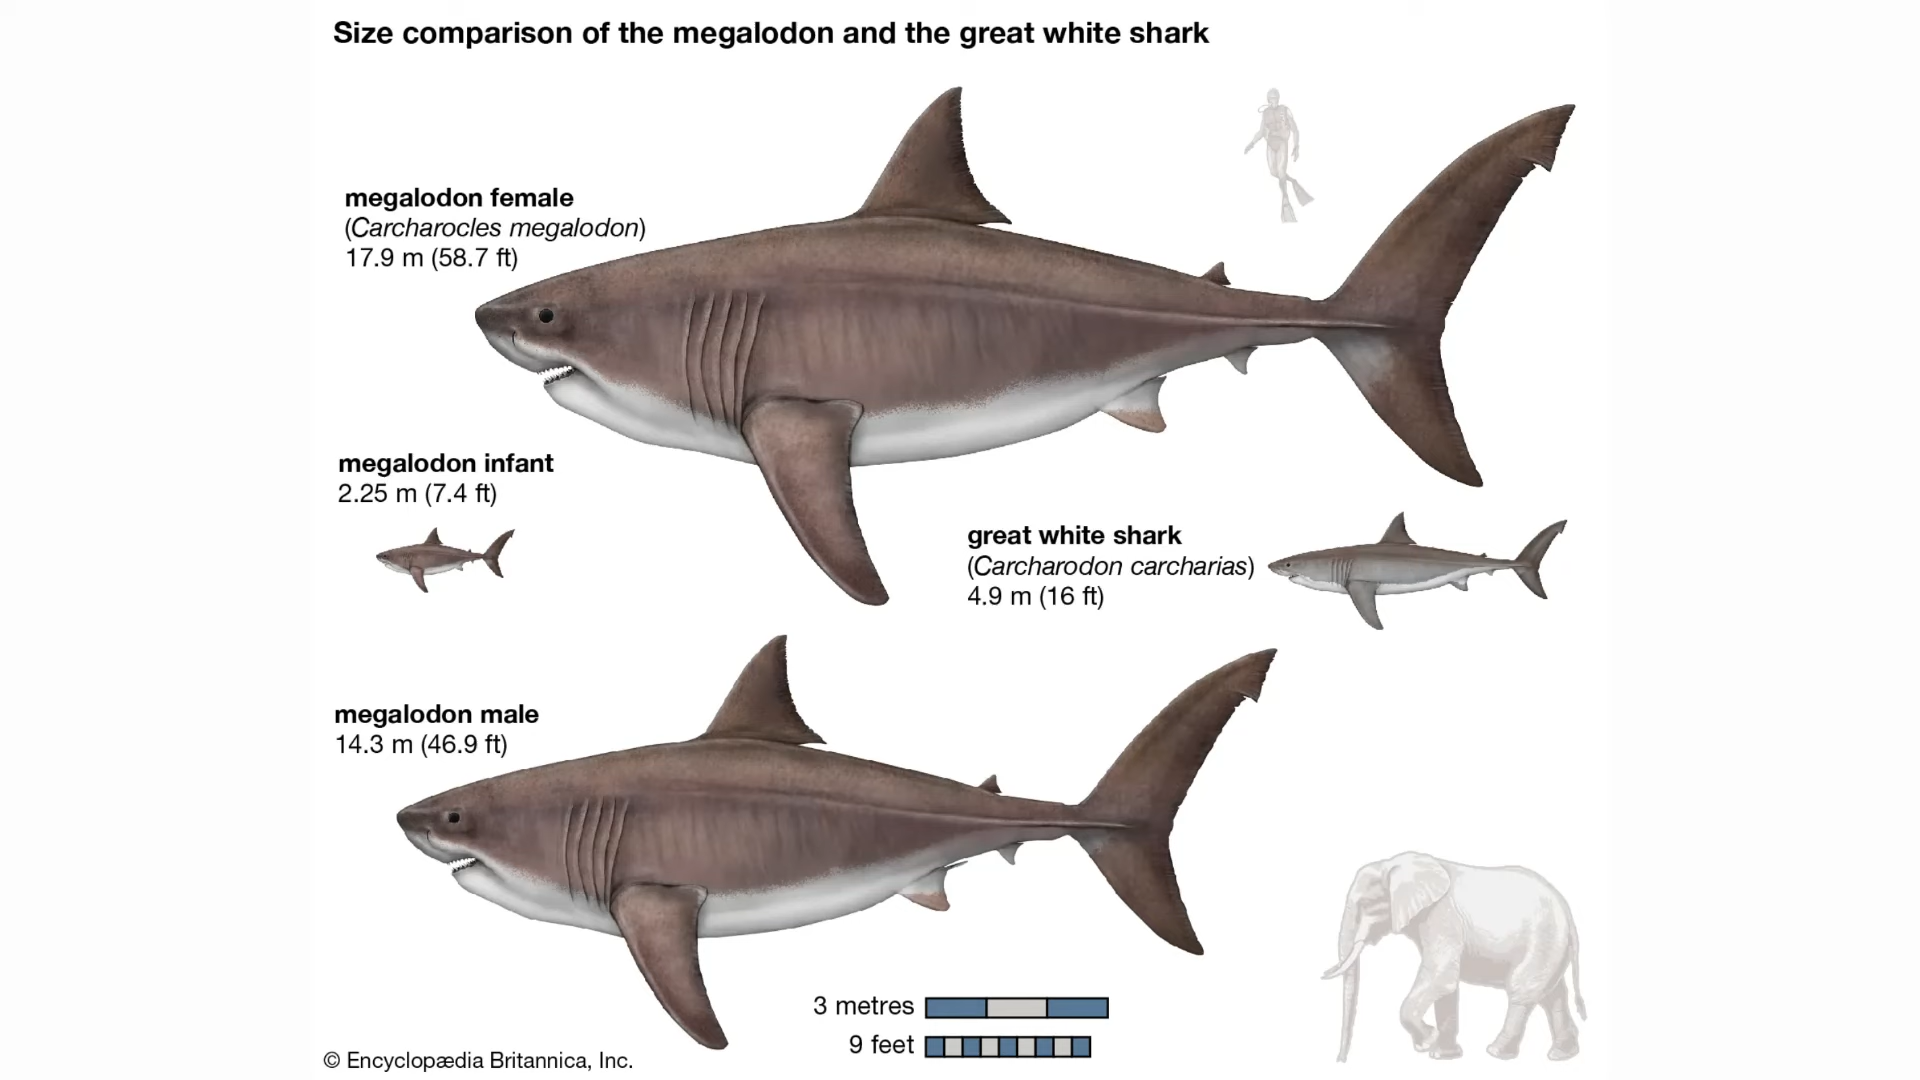 Size comparison of the megalodon and the great white shark
megalodon female
(Carcharocles megalodon)
17.9 m (58.7 ft)
megalodon infant
2.25 m (7.4 ft)
great white shark
(Carcharodon carcharias)
4.9 m (16 ft)
megalodon male
14.3 m (46.9 ft)
3 metres
9 feet
© Encyclopædia Britannica, Inc.